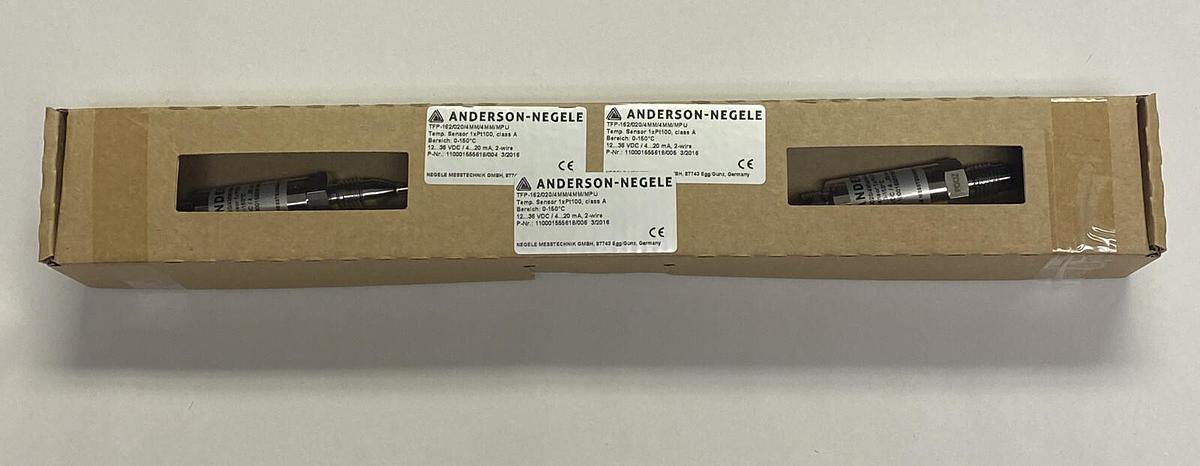 ANDERSON-NEGELE
TFP-162/020/4MM/4MM/MPU
Temp. Sensor 1xPt100, class A
Bereich: 0-150°C
12...36 VDC / 4...20 mA, 2-wire
P-Nr.: 110001555618/004 3/2016
CE
NEGELE MESSTECHNIK GMBH, 877
ANDERSON-NEGELE
TFP-162/020/4MM/4MM/MPU
Temp. Sensor 1xPt100, class A
Bereich: 0-150°C
12...36 VDC / 4...20 mA, 2-wire
P-Nr.: 110001555618/005 3/2016
CE
BH, 87743 Egg/Günz, Germany
ANDERSON-NEGELE
TFP-162/020/4MM/4MM/MPU
Temp. Sensor 1xPt100, class A
Bereich: 0-150°C
12...36 VDC / 4...20 mA, 2-wire
P-Nr.: 110001555618/006 3/2016
CE
NEGELE MESSTECHNIK GMBH, 87743 Egg/Günz, Germany
ANDE
ANDE